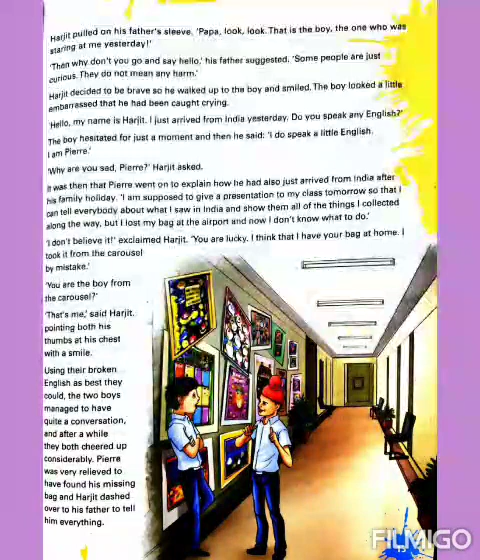 Harjit pulled on his father's sleeve, 'Papa, look, look. That is the boy, the one who was
staring at me yesterday!'
'Then why don't you go and say hello,' his father suggested. 'Some people are just
curious. They do not mean any harm.'
Harjit decided to be brave so he walked up to the boy and smiled. The boy looked a little
embarrassed that he had been caught crying.
'Hello, my name is Harjit. I just arrived from India yesterday. Do you speak any English?'
The boy hesitated for just a moment and then he said: 'I do speak a little English.
I am Pierre.'
'Why are you sad, Pierre?' Harjit asked.
It was then that Pierre went on to explain how he had also just arrived from India after
his family holiday. 'I am supposed to give a presentation to my class tomorrow so that I
can tell everybody about what I saw in India and show them all of the things I collected
along the way, but I lost my bag at the airport and now I don't know what to do.'
'I don't believe it!' exclaimed Harjit. 'You are lucky. I think that I have your bag at home. I
took it from the carousel
by mistake.'
'You are the boy from
the carousel?'
'That's me,' said Harjit,
pointing both his
thumbs at his chest
with a smile.
Using their broken
English as best they
could, the two boys
managed to have
quite a conversation,
and after a while
they both cheered up
considerably. Pierre
was very relieved to
have found his missing
bag and Harjit dashed
over to his father to tell
him everything.
FILMIGO